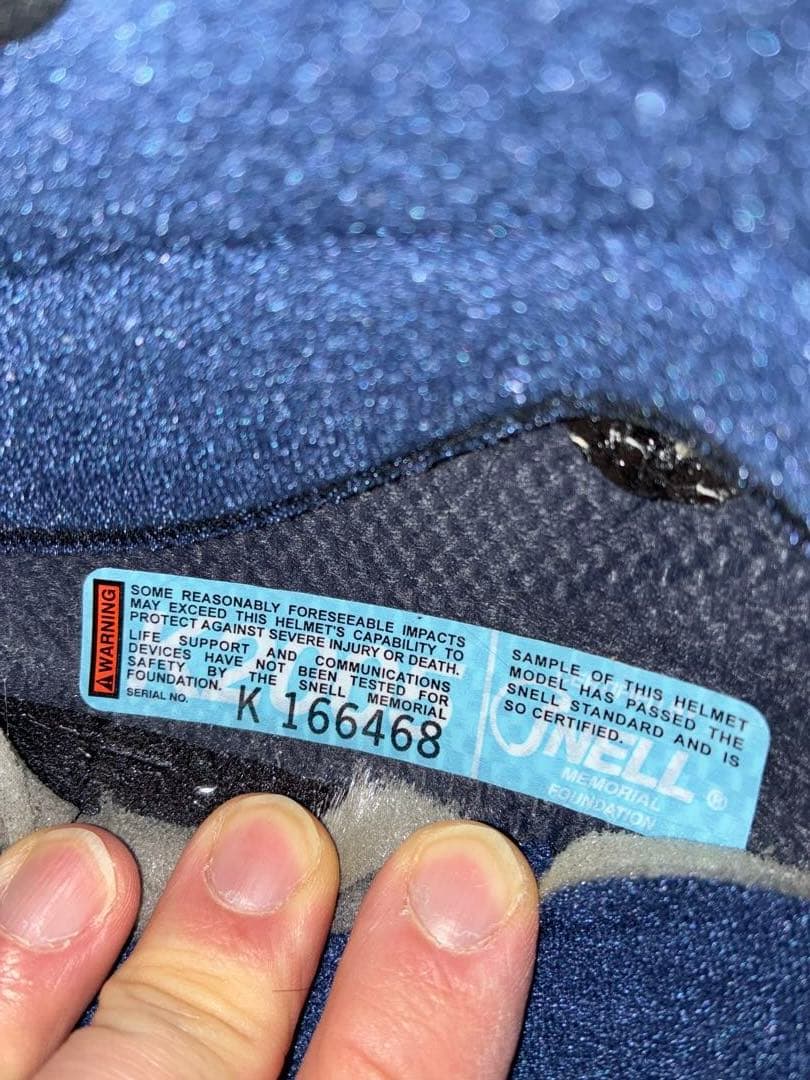 WARNING
SOME REASONABLY FORESEEABLE IMPACTS
MAY EXCEED THIS HELMET'S CAPABILITY TO
PROTECT AGAINST SEVERE INJURY OR DEATH.
LIFE SUPPORT AND COMMUNICATIONS
DEVICES HAVE NOT BEEN TESTED FOR
SAFETY BY THE SNELL MEMORIAL
FOUNDATION.
SERIAL NO. K 166468
SAMPLE OF THIS HELMET
MODEL HAS PASSED THE
SNELL STANDARD AND IS
SO CERTIFIED.
SNELL ®
MEMORIAL
FOUNDATION